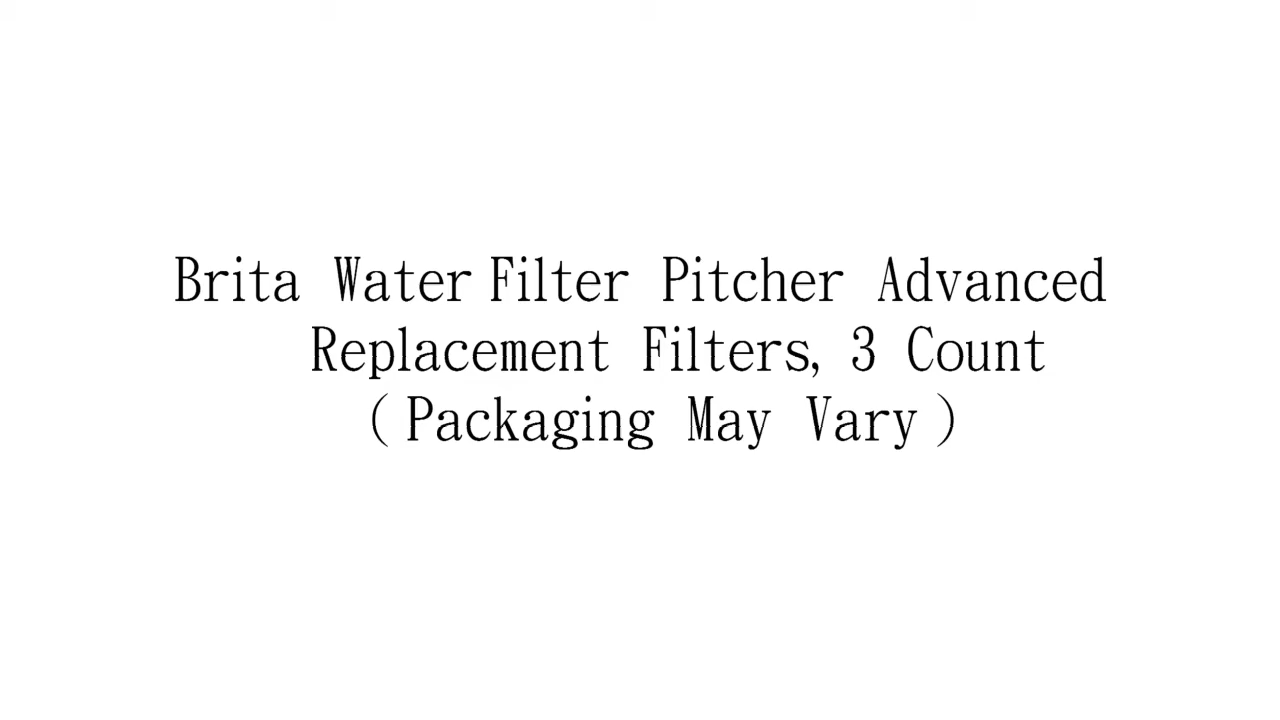 Brita Water Filter Pitcher Advanced
Replacement Filters, 3 Count
(Packaging May Vary)